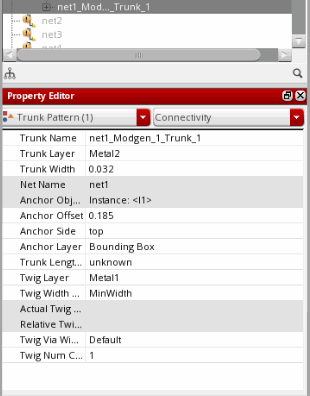 net1_Mod..._Trunk_1
net2
net3
Property Editor
Trunk Pattern (1) Connectivity
Trunk Name net1_Modgen_1_Trunk_1
Trunk Layer Metal2
Trunk Width 0.032
Net Name net1
Anchor Obj... Instance: <I1>
Anchor Offset 0.185
Anchor Side top
Anchor Layer Bounding Box
Trunk Lengt... unknown
Twig Layer Metal1
Twig Width ... MinWidth
Actual Twig ...
Relative Twi...
Twig Via Wi... Default
Twig Num C... 1